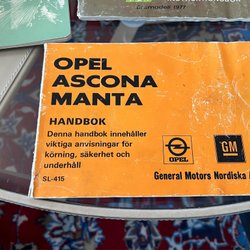 årsmodell 1977
OPEL
ASCONA
MANTA
HANDBOK
Denna handbok innehåller
viktiga anvisningar för
körning, säkerhet och
underhåll
SL-415
OPEL
GM
General Motors Nordiska